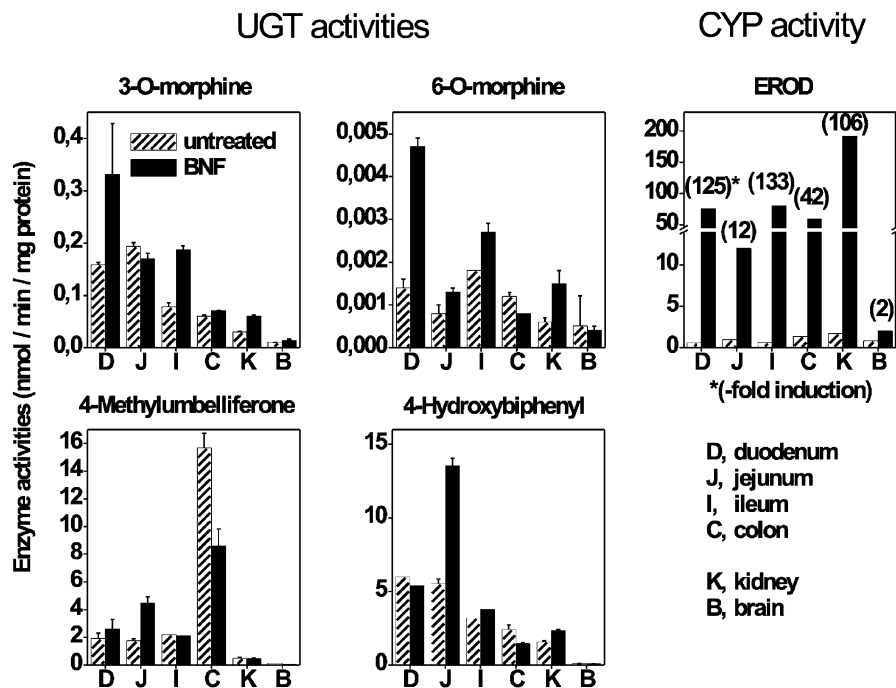 UGT activities
CYP activity
3-O-morphine
6-O-morphine
EROD
Enzyme activities (nmol / min / mg protein)
0,4
0,3
0,2
0,1
0,0
untreated
BNF
D J I C K B
0,005
0,004
0,003
0,002
0,001
0,000
D J I C K B
200
150
100
50
10
5
0
(125)*
(12)
(133)
(42)
(106)
(2)
D J I C K B
*(-fold induction)
4-Methylumbelliferone
4-Hydroxybiphenyl
16
14
12
10
8
6
4
2
0
D J I C K B
15
10
5
0
D J I C K B
D, duodenum
J, jejunum
I, ileum
C, colon
K, kidney
B, brain